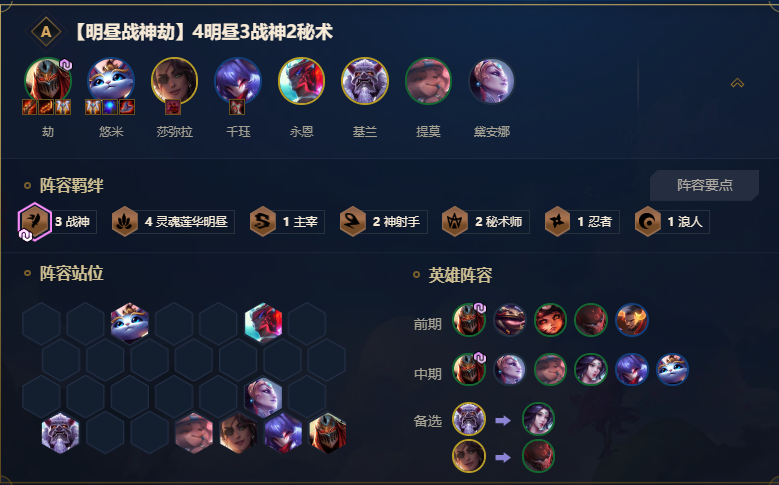 A 【明昼战神劫】4明昼3战神2秘术
劫 悠米 莎弥拉 千珏 永恩 基兰 提莫 黛安娜
阵容羁绊 阵容要点
3 战神 4 灵魂莲华明昼 1 主宰 2 神射手 2 秘术师 1 忍者 1 浪人
阵容站位 英雄阵容
前期
中期
备选